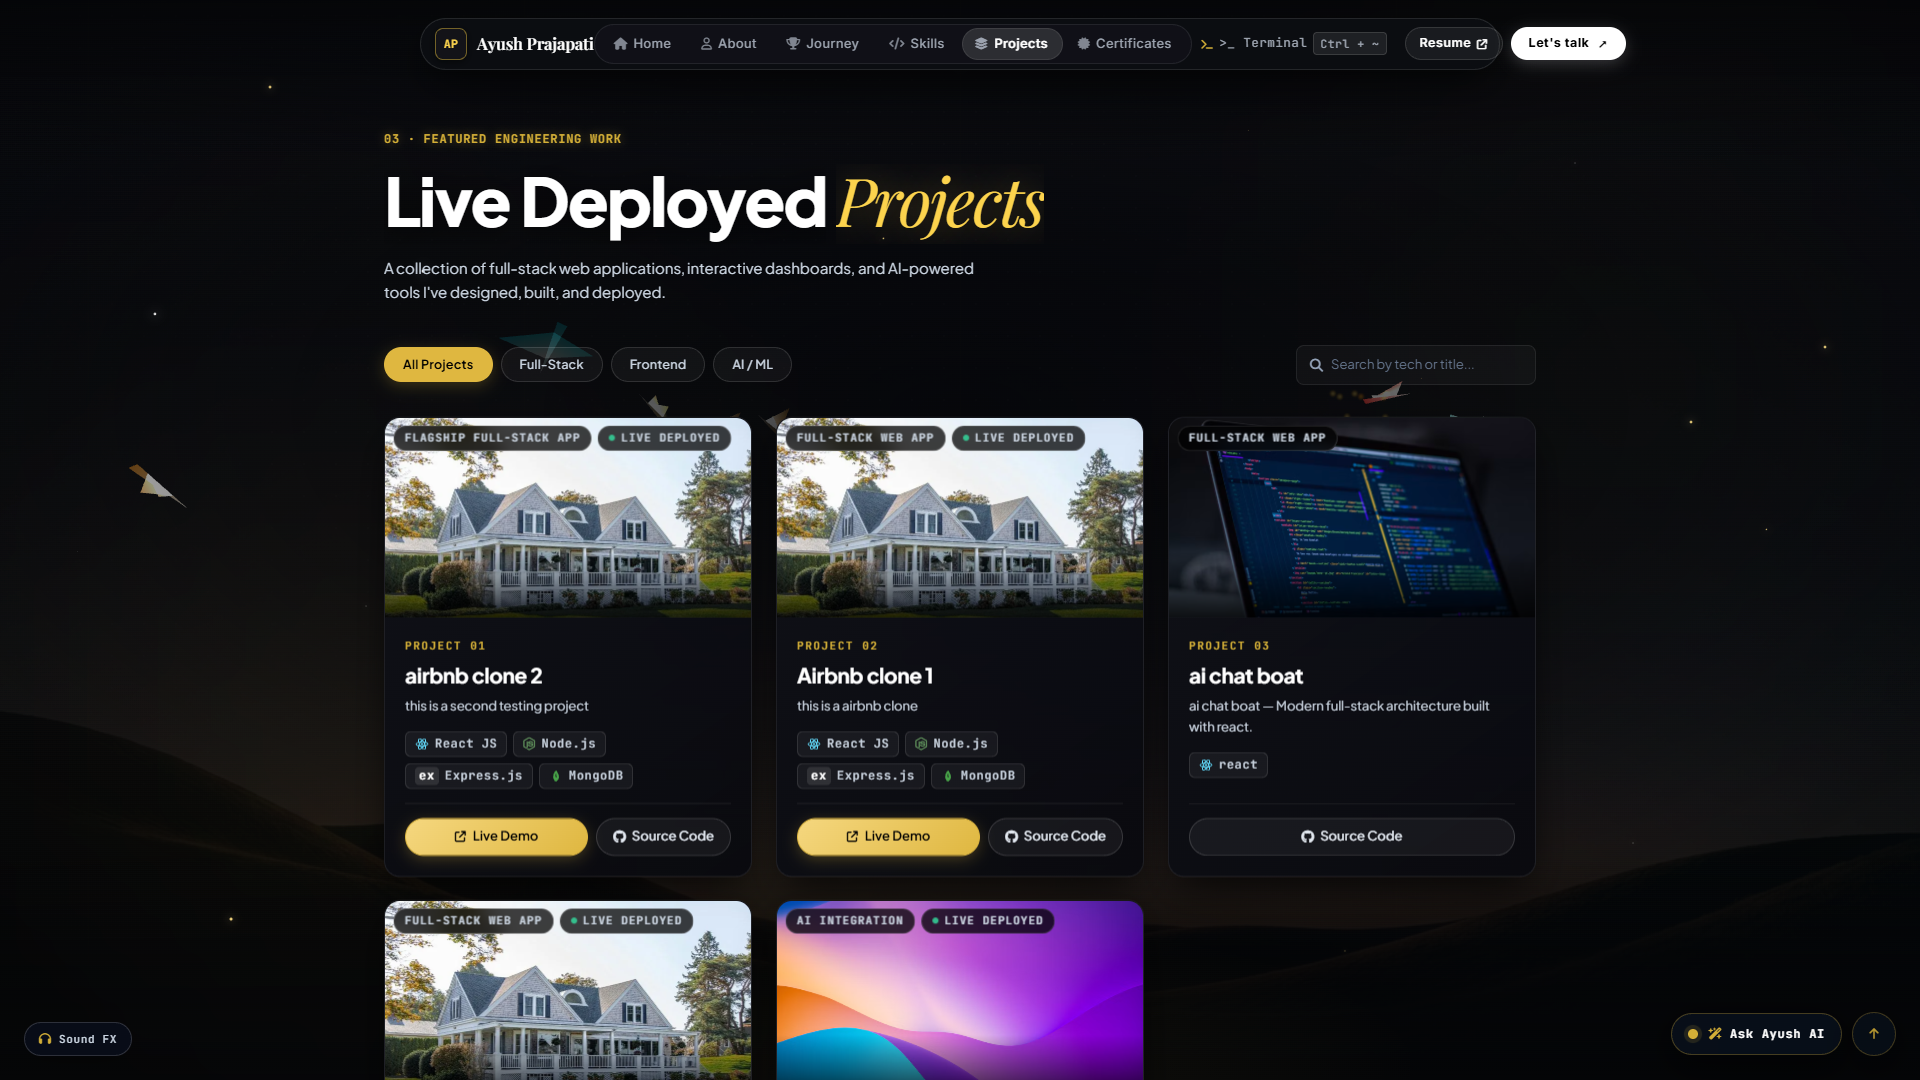 AP Ayush Prajapati Home About Journey Skills Projects Certificates >_ Terminal Ctrl + ~ Resume Let's talk ↗
03 · FEATURED ENGINEERING WORK
Live Deployed Projects
A collection of full-stack web applications, interactive dashboards, and AI-powered
tools I've designed, built, and deployed.
All Projects Full-Stack Frontend AI / ML Search by tech or title...
FLAGSHIP FULL-STACK APP LIVE DEPLOYED
PROJECT 01
airbnb clone 2
this is a second testing project
React JS Node.js
ex Express.js MongoDB
Live Demo Source Code
FULL-STACK WEB APP LIVE DEPLOYED
PROJECT 02
Airbnb clone 1
this is a airbnb clone
React JS Node.js
ex Express.js MongoDB
Live Demo Source Code
FULL-STACK WEB APP
PROJECT 03
ai chat boat
ai chat boat — Modern full-stack architecture built
with react.
react
Source Code
FULL-STACK WEB APP LIVE DEPLOYED
AI INTEGRATION LIVE DEPLOYED
Sound FX
Ask Ayush AI